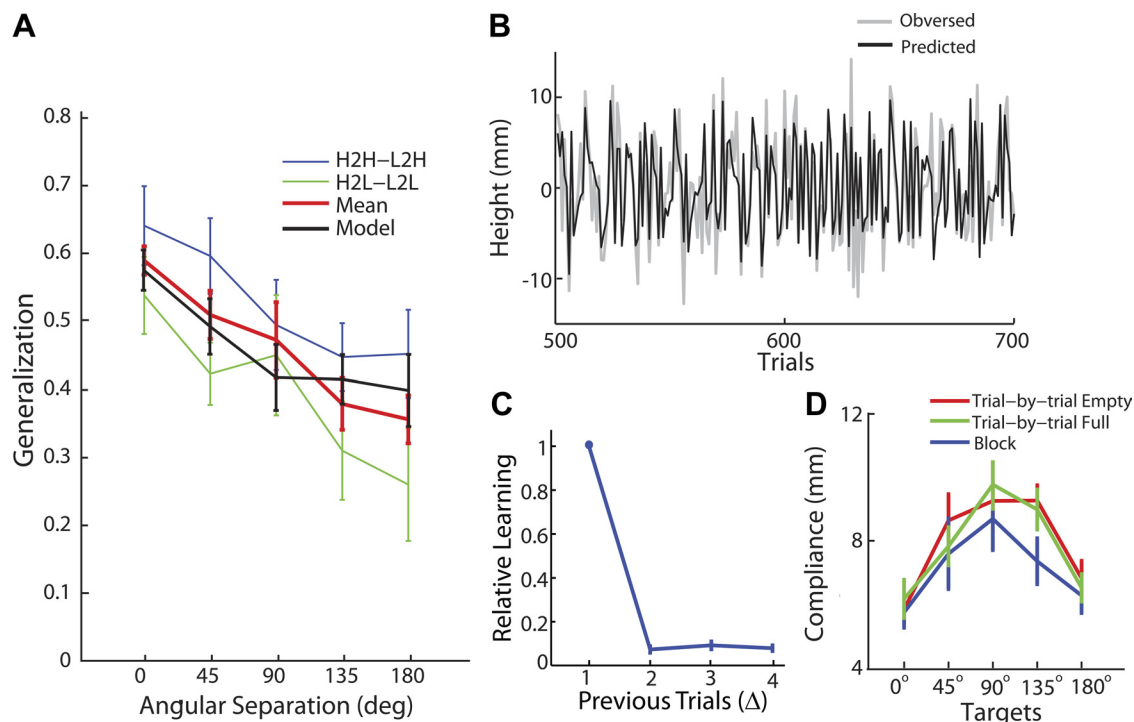 A
0.8
0.7
0.6
0.5
0.4
0.3
0.2
0.1
0
Generalization
H2H−L2H
H2L−L2L
Mean
Model
0 45 90 135 180
Angular Separation (deg)
B
Obversed
Predicted
10
0
-10
Height (mm)
500 600 700
Trials
C
1
0.8
0.6
0.4
0.2
0
Relative Learning
1 2 3 4
Previous Trials (Δ)
D
Trial−by−trial Empty
Trial−by−trial Full
Block
12
8
4
Compliance (mm)
0° 45° 90° 135° 180°
Targets